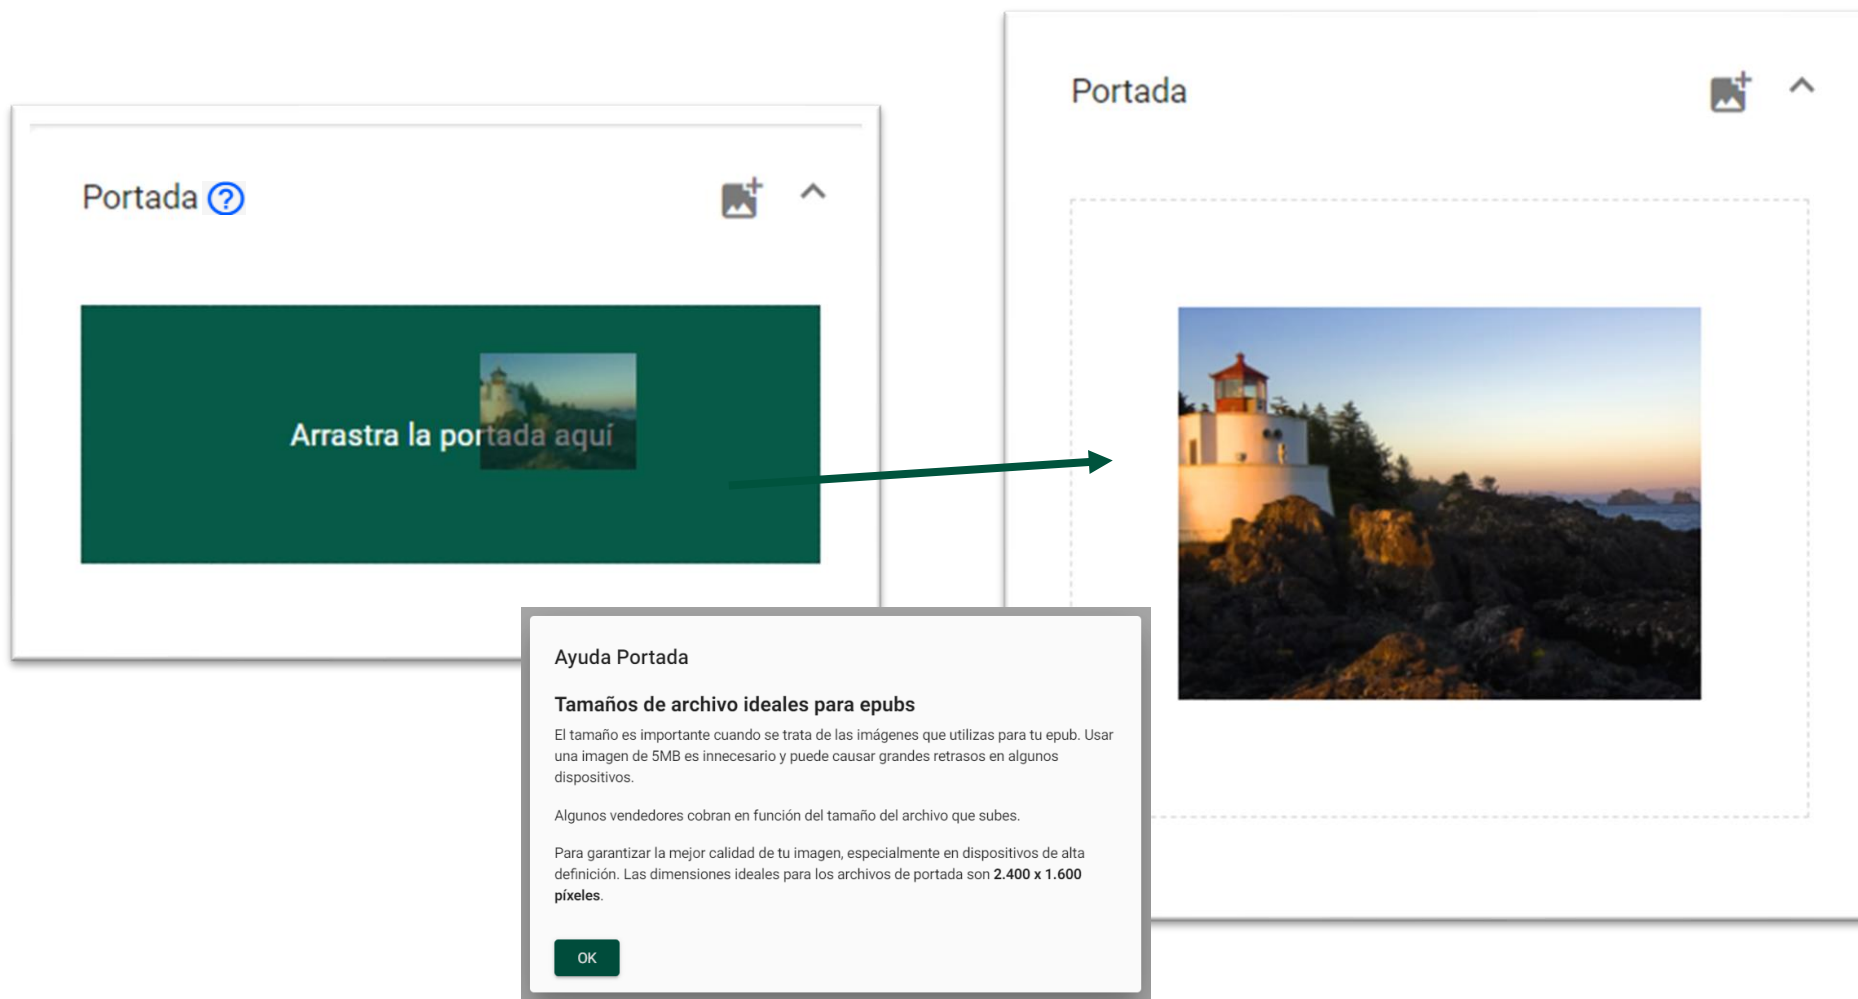 Portada
Arrastra la portada aquí
Portada
Ayuda Portada
Tamaños de archivo ideales para epubs
El tamaño es importante cuando se trata de las imágenes que utilizas para tu epub. Usar
una imagen de 5MB es innecesario y puede causar grandes retrasos en algunos
dispositivos.
Algunos vendedores cobran en función del tamaño del archivo que subes.
Para garantizar la mejor calidad de tu imagen, especialmente en dispositivos de alta
definición. Las dimensiones ideales para los archivos de portada son 2.400 x 1.600
píxeles.
OK